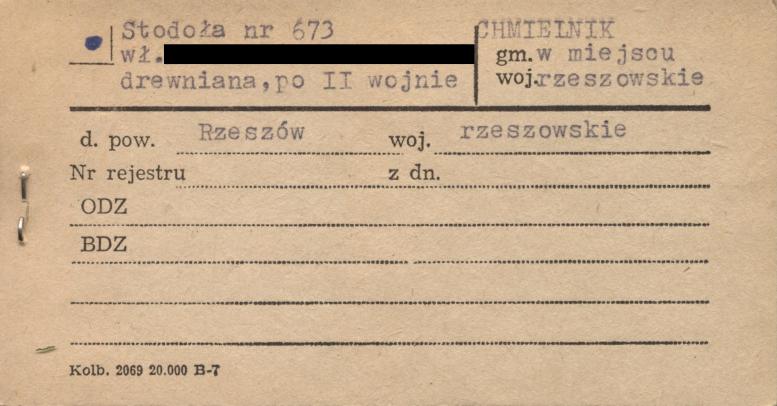 Stodoła nr 673
wł.
drewniana, po II wojnie
CHMIELNIK
gm. w miejscu
woj. rzeszowskie
d. pow. Rzeszów woj. rzeszowskie
Nr rejestru z dn.
ODZ
BDZ
Kolb. 2069 20.000 B-7